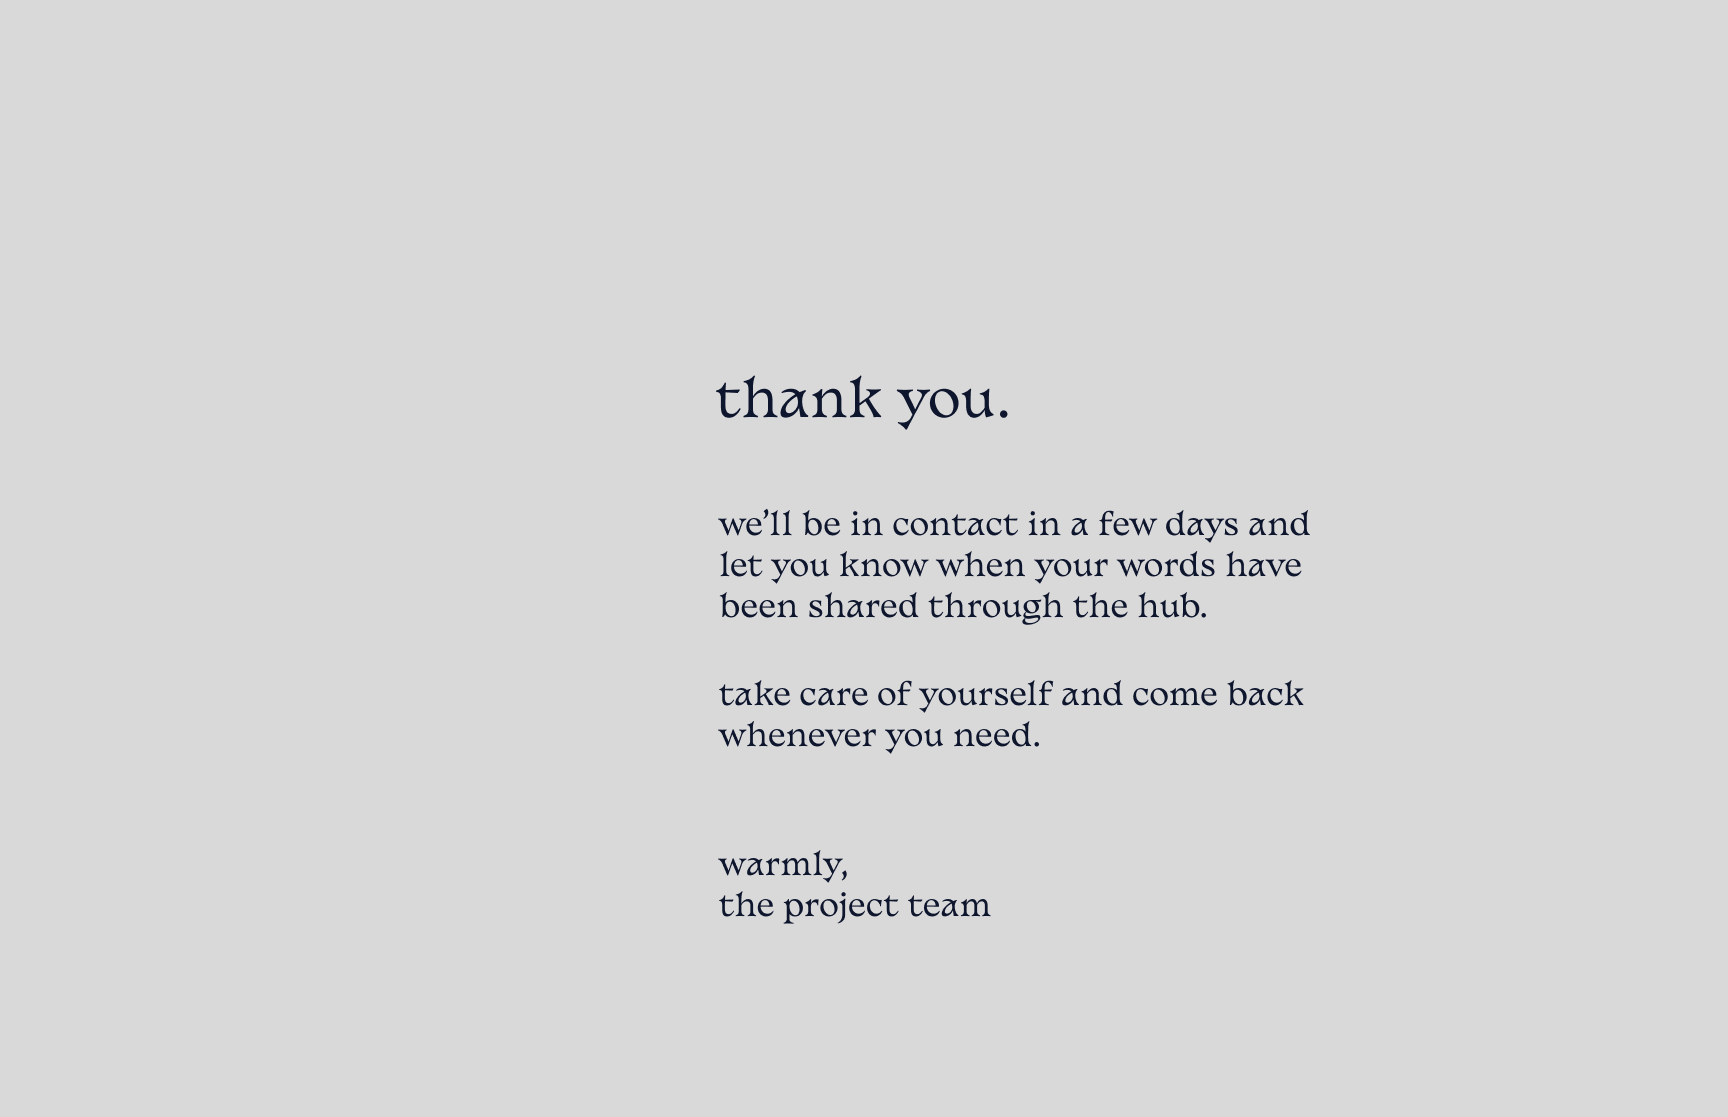 thank you.
we’ll be in contact in a few days and
let you know when your words have
been shared through the hub.
take care of yourself and come back
whenever you need.
warmly,
the project team